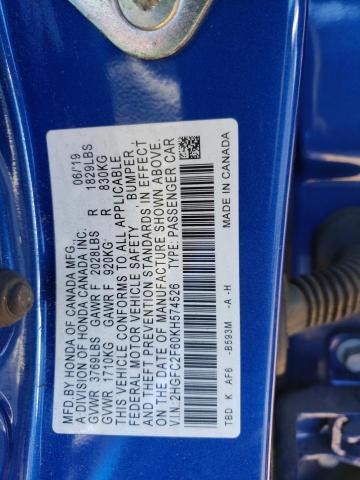 MFD.BY HONDA OF CANADA MFG.,
A DIVISION OF HONDA CANADA INC. 06/19
GVWR 3769LBS GAWR F 2028LBS R 1829LBS
GVWR 1710KG GAWR F 920KG R 830KG
THIS VEHICLE CONFORMS TO ALL APPLICABLE
FEDERAL MOTOR VEHICLE SAFETY , BUMPER ,
AND THEFT PREVENTION STANDARDS IN EFFECT
ON THE DATE OF MANUFACTURE SHOWN ABOVE.
V.I.N.:2HGFC2F60KH574526 TYPE: PASSENGER CAR
TBD K AF6 -B593M -A -H MADE IN CANADA